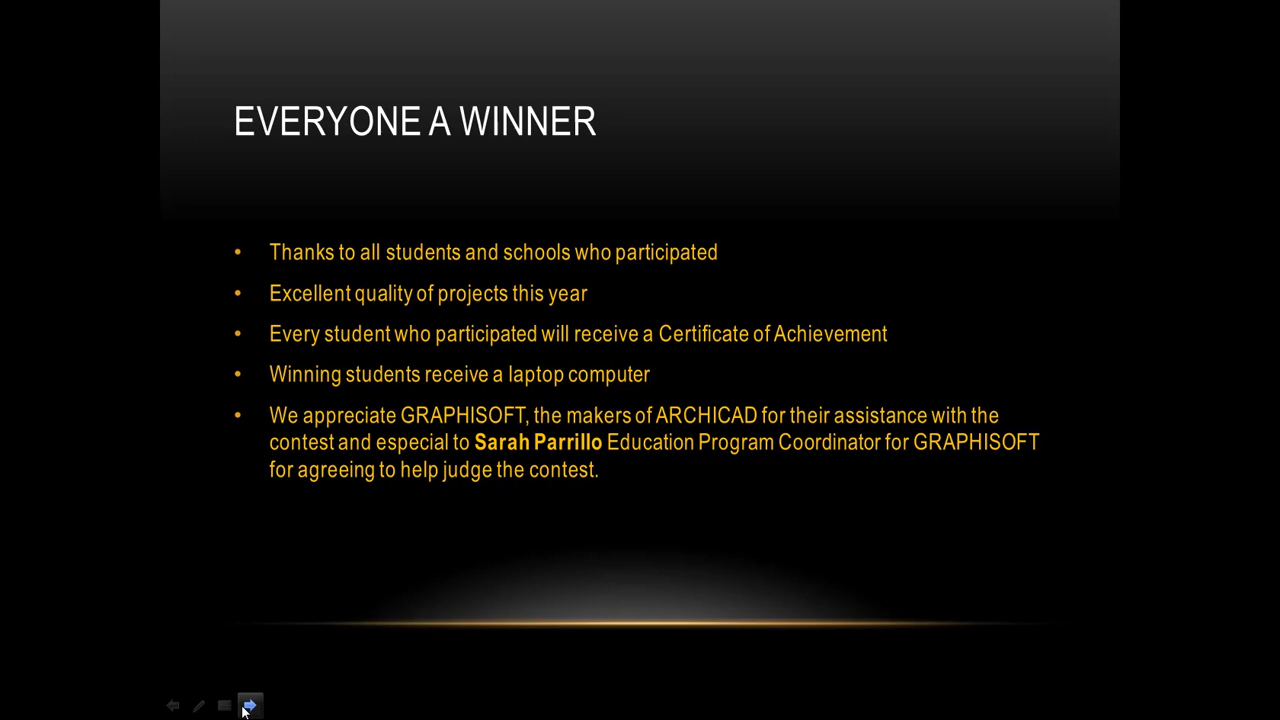 EVERYONE A WINNER
• Thanks to all students and schools who participated
• Excellent quality of projects this year
• Every student who participated will receive a Certificate of Achievement
• Winning students receive a laptop computer
• We appreciate GRAPHISOFT, the makers of ARCHICAD for their assistance with the
contest and especial to Sarah Parrillo Education Program Coordinator for GRAPHISOFT
for agreeing to help judge the contest.